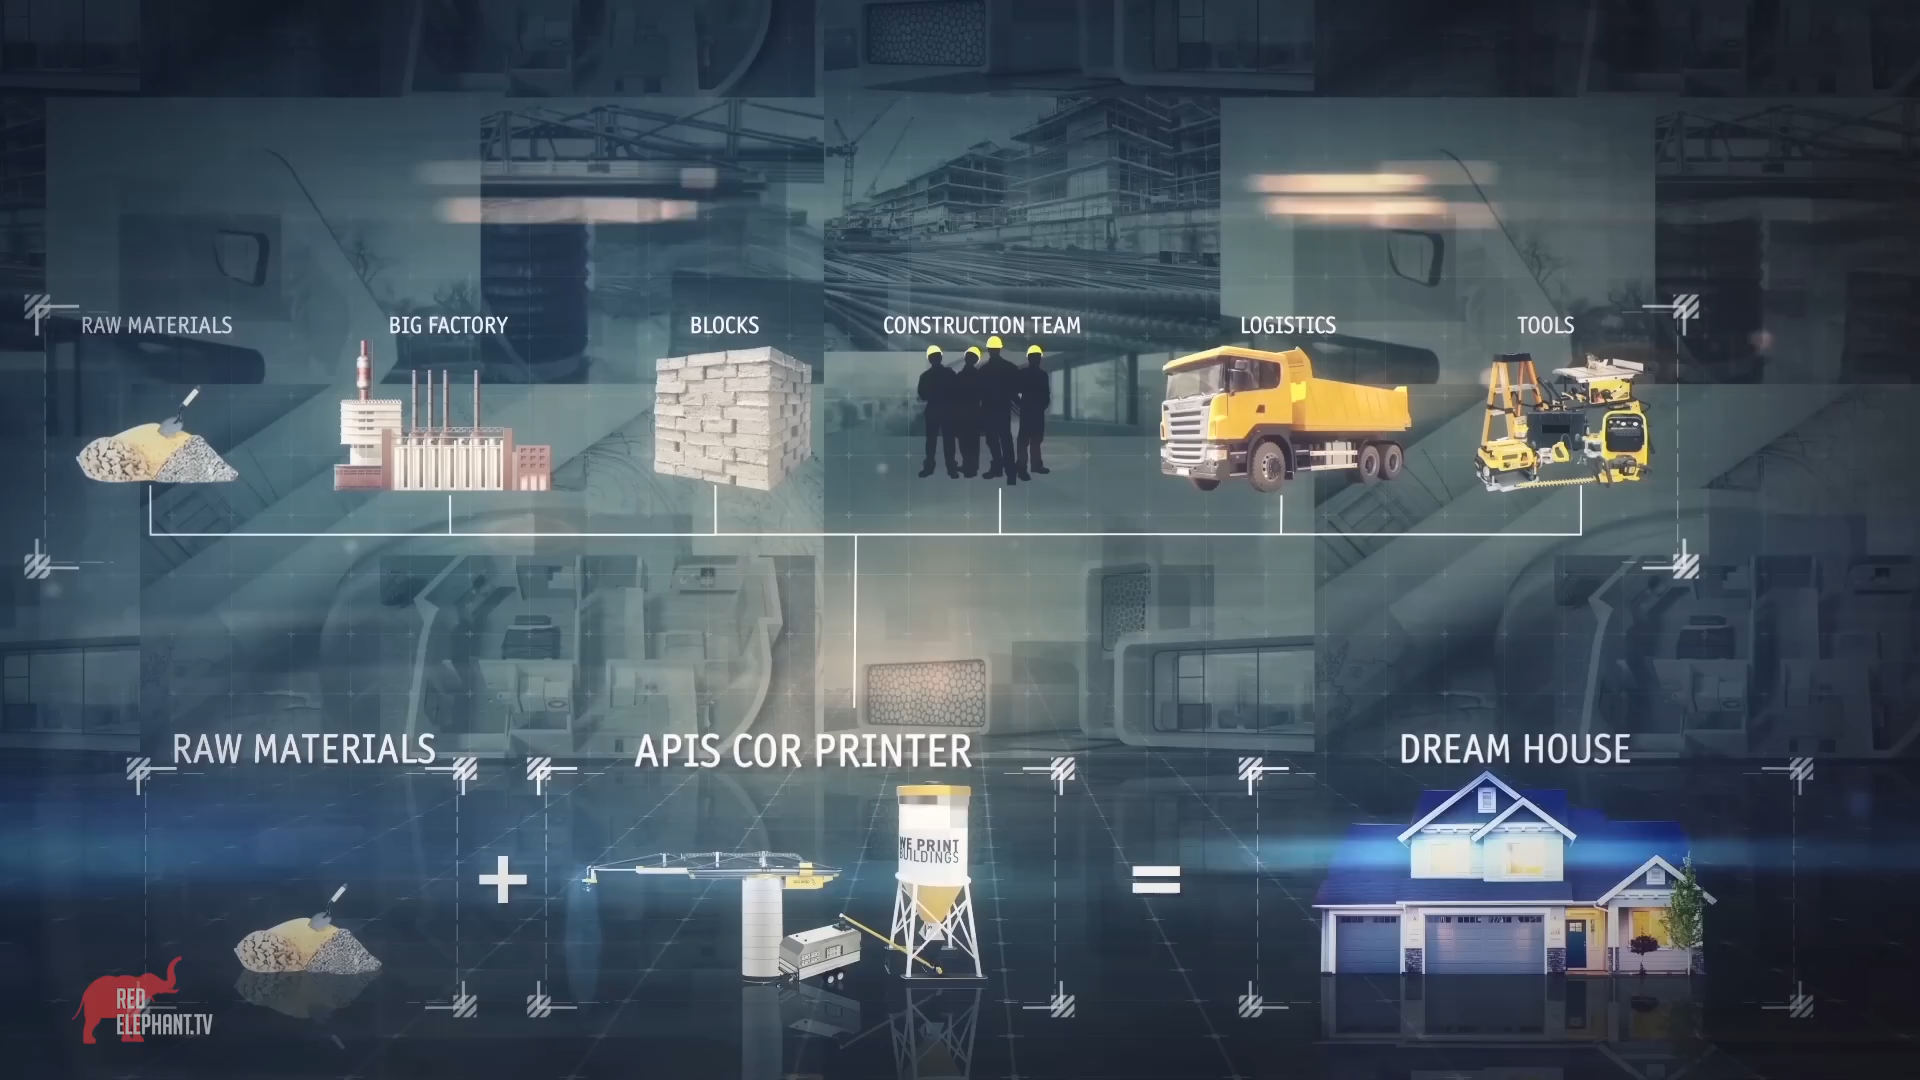 RAW MATERIALS
BIG FACTORY
BLOCKS
CONSTRUCTION TEAM
LOGISTICS
TOOLS
RAW MATERIALS
APIS COR PRINTER
DREAM HOUSE
WE PRINT
BUILDINGS
+
=
RED
ELEPHANT.TV